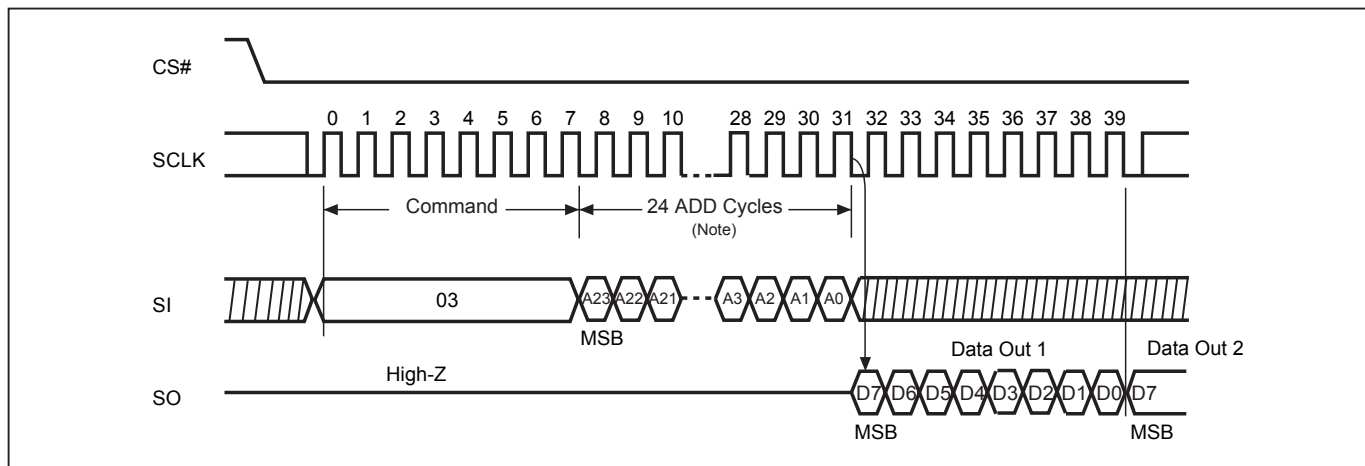 CS#
0 1 2 3 4 5 6 7 8 9 10 28 29 30 31 32 33 34 35 36 37 38 39
SCLK
Command 24 ADD Cycles
(Note)
SI 03 A23 A22 A21 A3 A2 A1 A0
MSB
Data Out 1 Data Out 2
High-Z
SO D7 D6 D5 D4 D3 D2 D1 D0 D7
MSB MSB